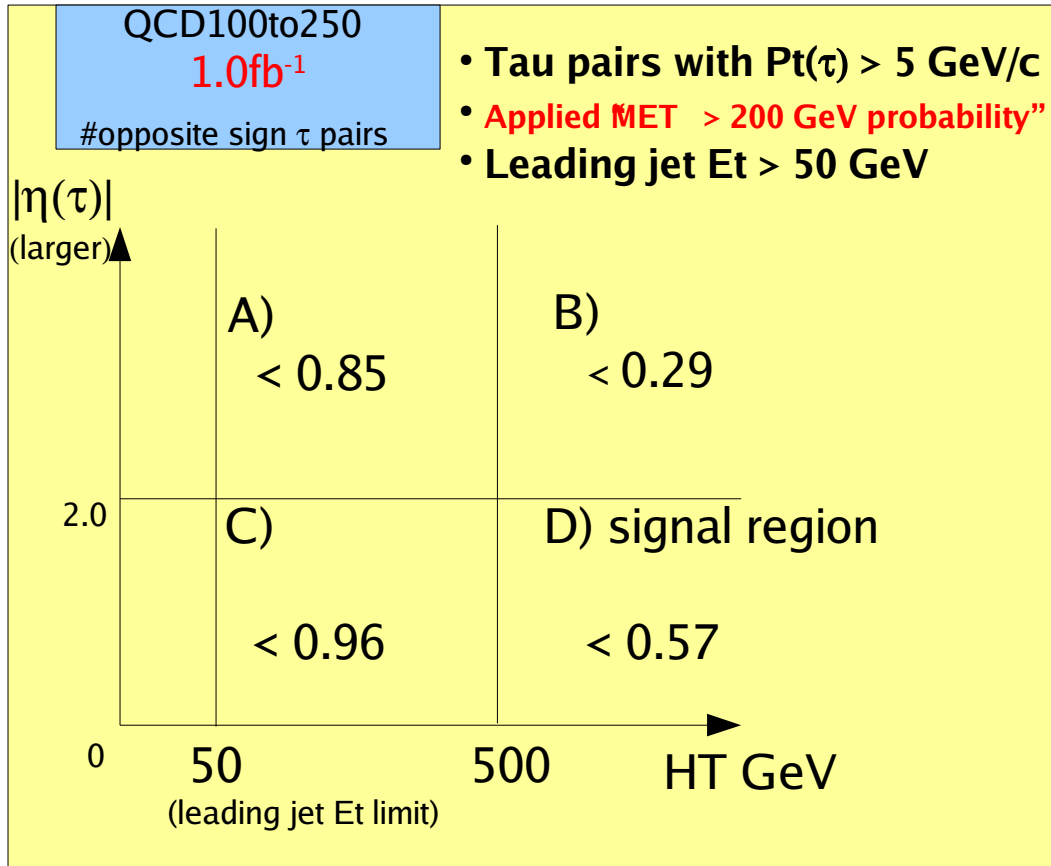 QCD100to250
1.0fb⁻¹
#opposite sign τ pairs
• Tau pairs with Pt(τ) > 5 GeV/c
• Applied “MET > 200 GeV probability”
• Leading jet Et > 50 GeV
|η(τ)|
(larger)
A)
< 0.85
B)
< 0.29
2.0
C)
< 0.96
D) signal region
< 0.57
0
50
500
HT GeV
(leading jet Et limit)